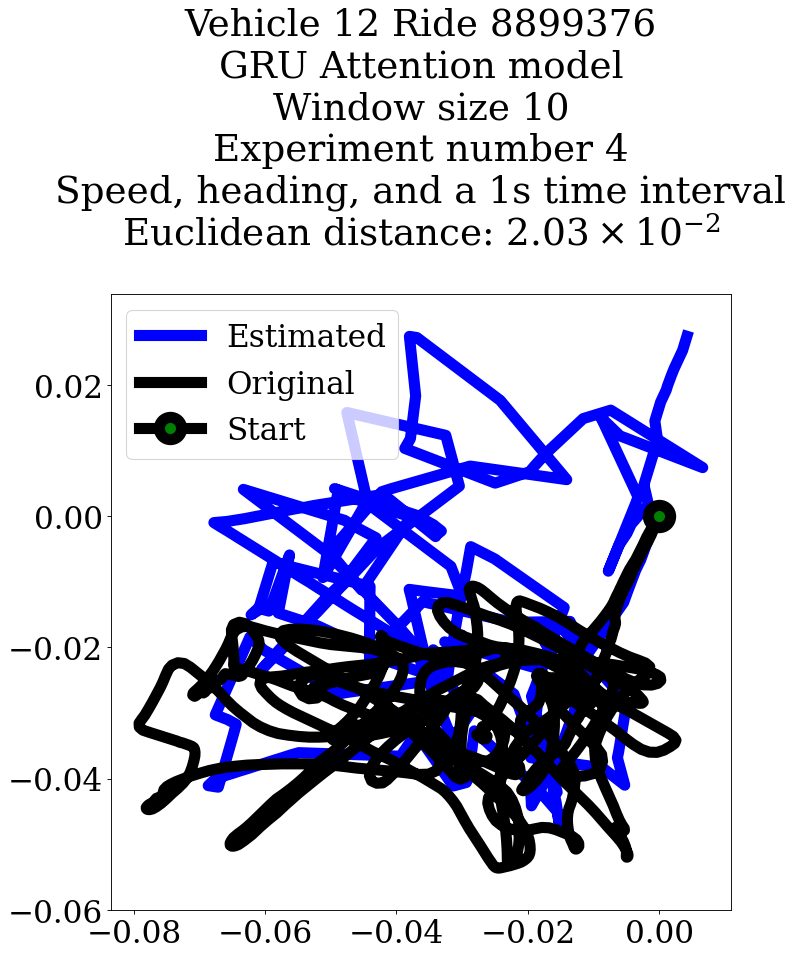 Vehicle 12 Ride 8899376
GRU Attention model
Window size 10
Experiment number 4
Speed, heading, and a 1s time interval
Euclidean distance: 2.03 × 10⁻²
Estimated
Original
Start
0.02
0.00
−0.02
−0.04
−0.06
−0.08 −0.06 −0.04 −0.02 0.00